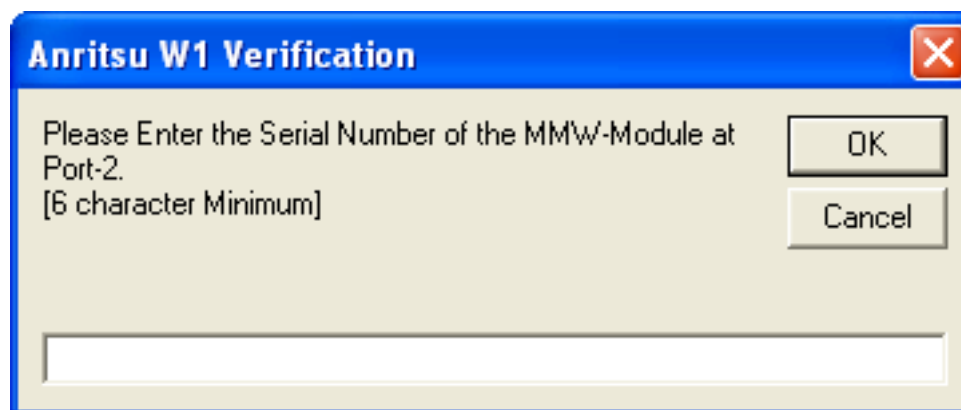 Anritsu W1 Verification
Please Enter the Serial Number of the MMW-Module at
Port-2.
[6 character Minimum]
OK
Cancel